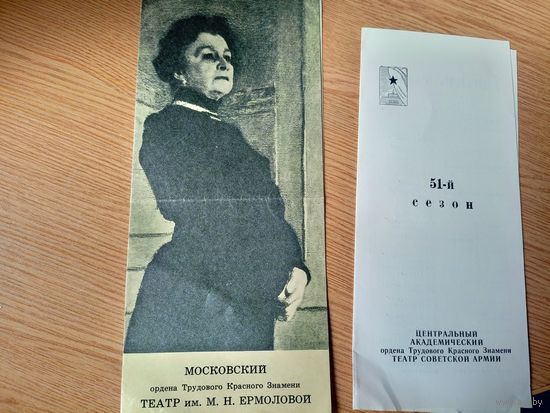 МОСКОВСКИЙ
ордена Трудового Красного Знамени
ТЕАТР им. М. Н. ЕРМОЛОВОЙ
51-й
сезон
ЦЕНТРАЛЬНЫЙ
АКАДЕМИЧЕСКИЙ
ордена Трудового Красного Знамени
ТЕАТР СОВЕТСКОЙ АРМИИ